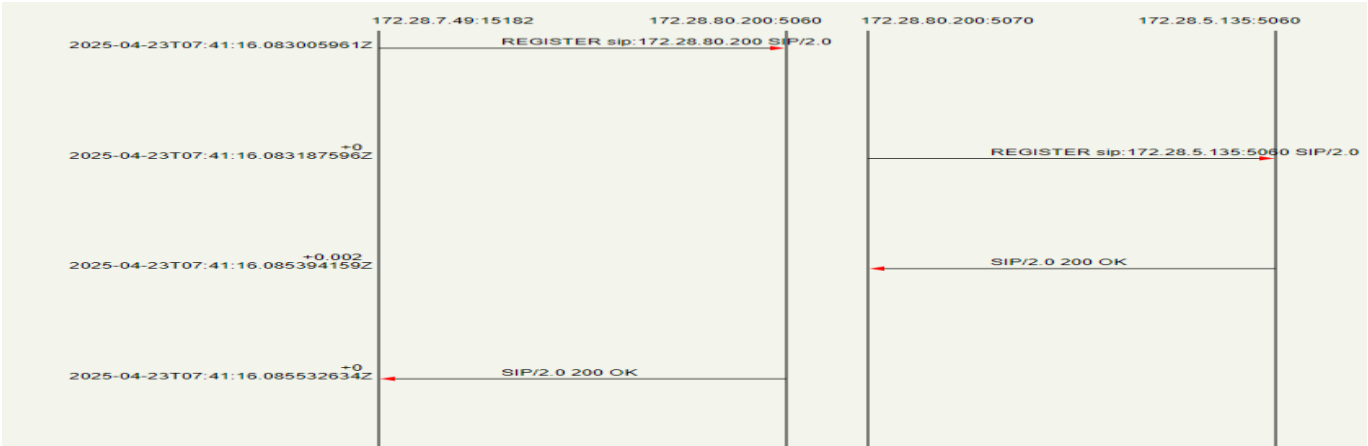 172.28.7.49:15182 172.28.80.200:5060 172.28.80.200:5070 172.28.5.135:5060
2025-04-23T07:41:16.083005961Z REGISTER sip:172.28.80.200 SIP/2.0
+0
2025-04-23T07:41:16.083187596Z REGISTER sip:172.28.5.135:5060 SIP/2.0
+0.002
2025-04-23T07:41:16.085394159Z SIP/2.0 200 OK
+0
2025-04-23T07:41:16.085532634Z SIP/2.0 200 OK